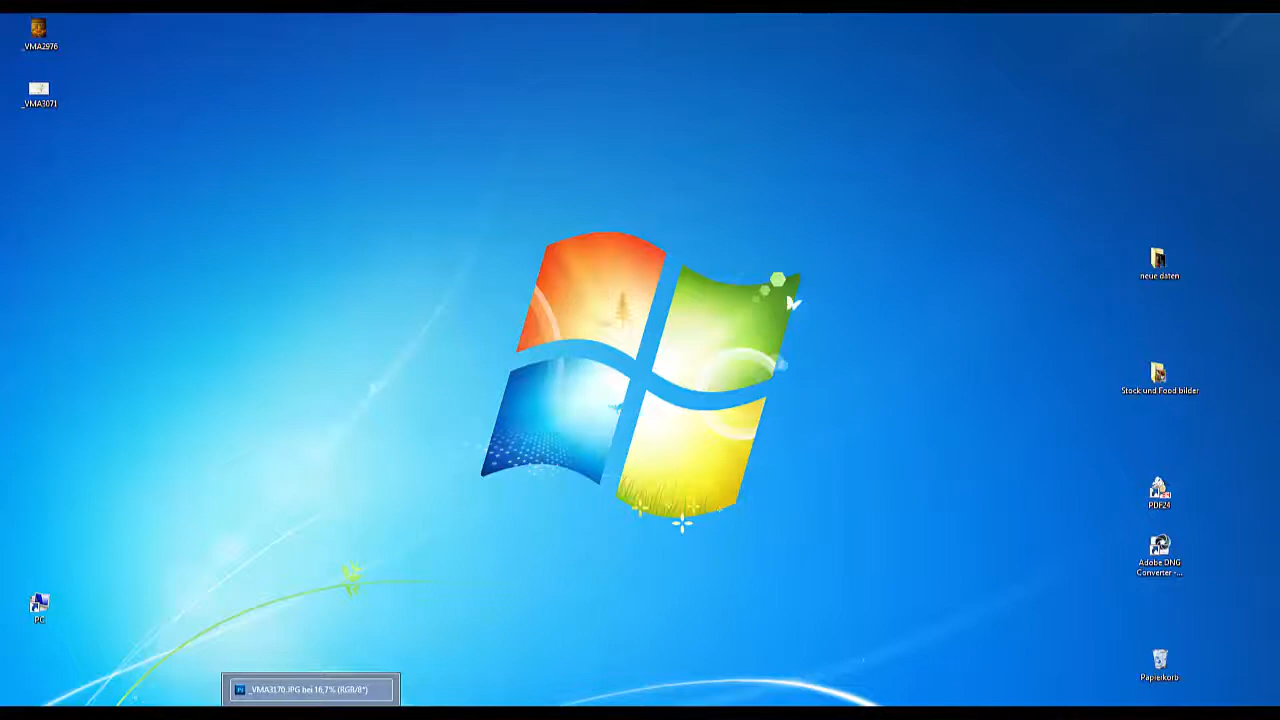 _VMA2976
_VMA3071
neue daten
Stock und Food bilder
PDF24
Adobe DNG
Converter -...
PC
Papierkorb
_VMA3170.JPG bei 16,7% (RGB/8*)